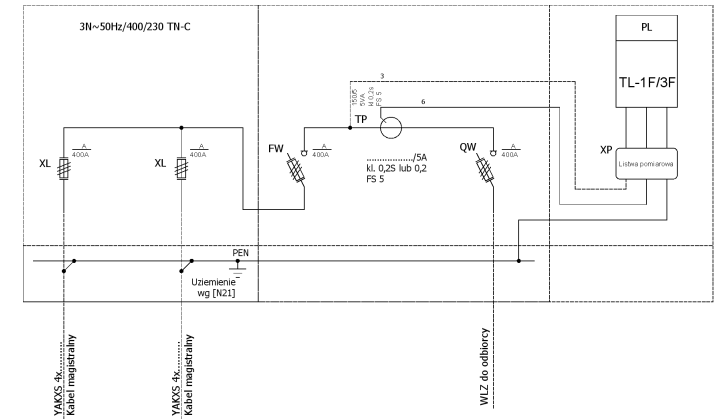 3N~50Hz/400/230 TN-C
PL
TL-1F/3F
3
150/5
5VA
kl 0,2s
FS 5
6
TP
A
400A
XL
A
400A
XL
FW
A
400A
............../5A
kl. 0,2S lub 0,2
FS 5
QW
A
400A
XP
Listwa pomiarowa
PEN
Uziemienie
wg [N21]
YAKXS 4x............
Kabel magistralny
YAKXS 4x............
Kabel magistralny
WLZ do odbiorcy